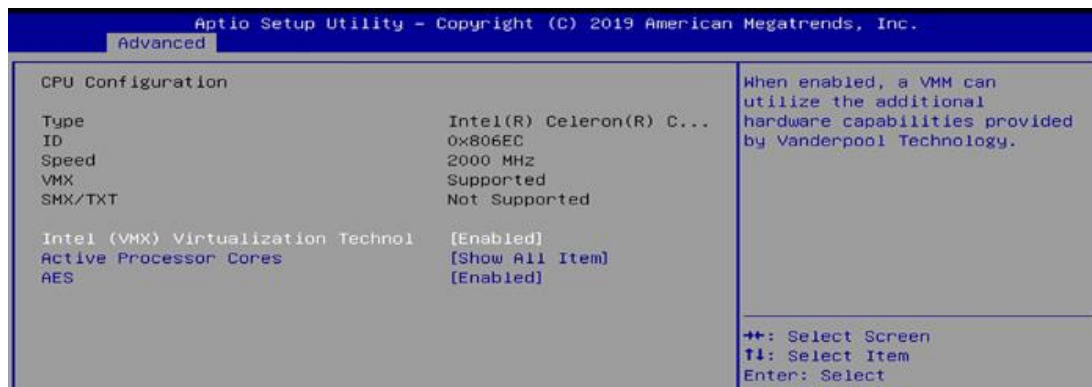 Aptio Setup Utility – Copyright (C) 2019 American Megatrends, Inc.
Advanced
CPU Configuration
Type Intel(R) Celeron(R) C...
ID 0x806EC
Speed 2000 MHz
VMX Supported
SMX/TXT Not Supported
Intel (VMX) Virtualization Technol [Enabled]
Active Processor Cores [Show All Item]
AES [Enabled]
When enabled, a VMM can
utilize the additional
hardware capabilities provided
by Vanderpool Technology.
→←: Select Screen
↑↓: Select Item
Enter: Select